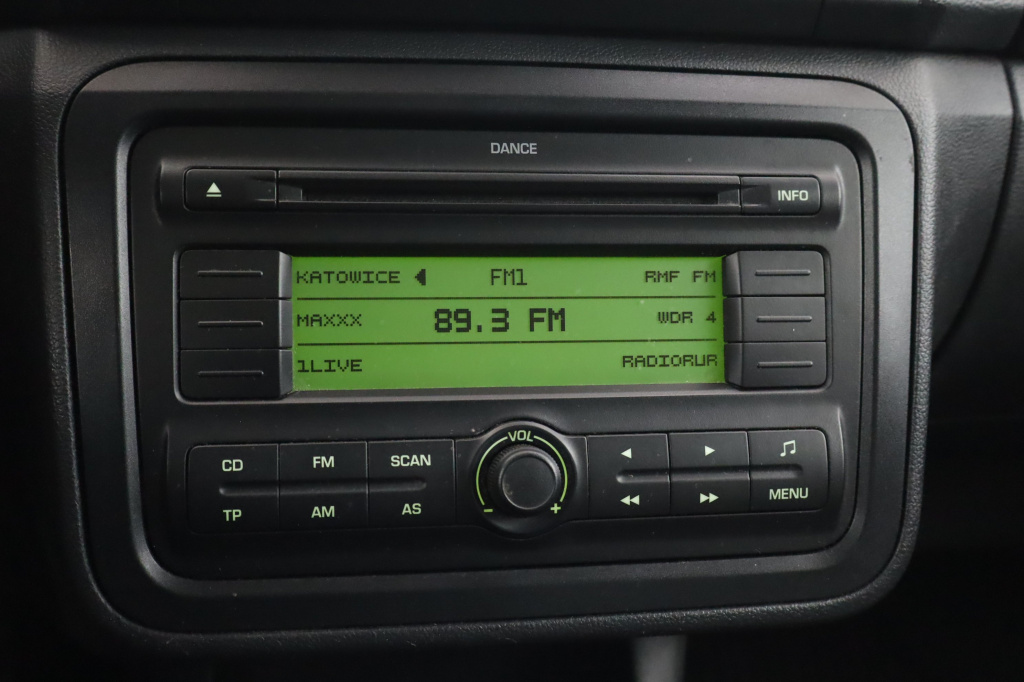 DANCE
INFO
KATOWICE FM1 RMF FM
MAXXX 89.3 FM WDR 4
1LIVE RADIORUR
VOL
CD FM SCAN
TP AM AS
- +
MENU